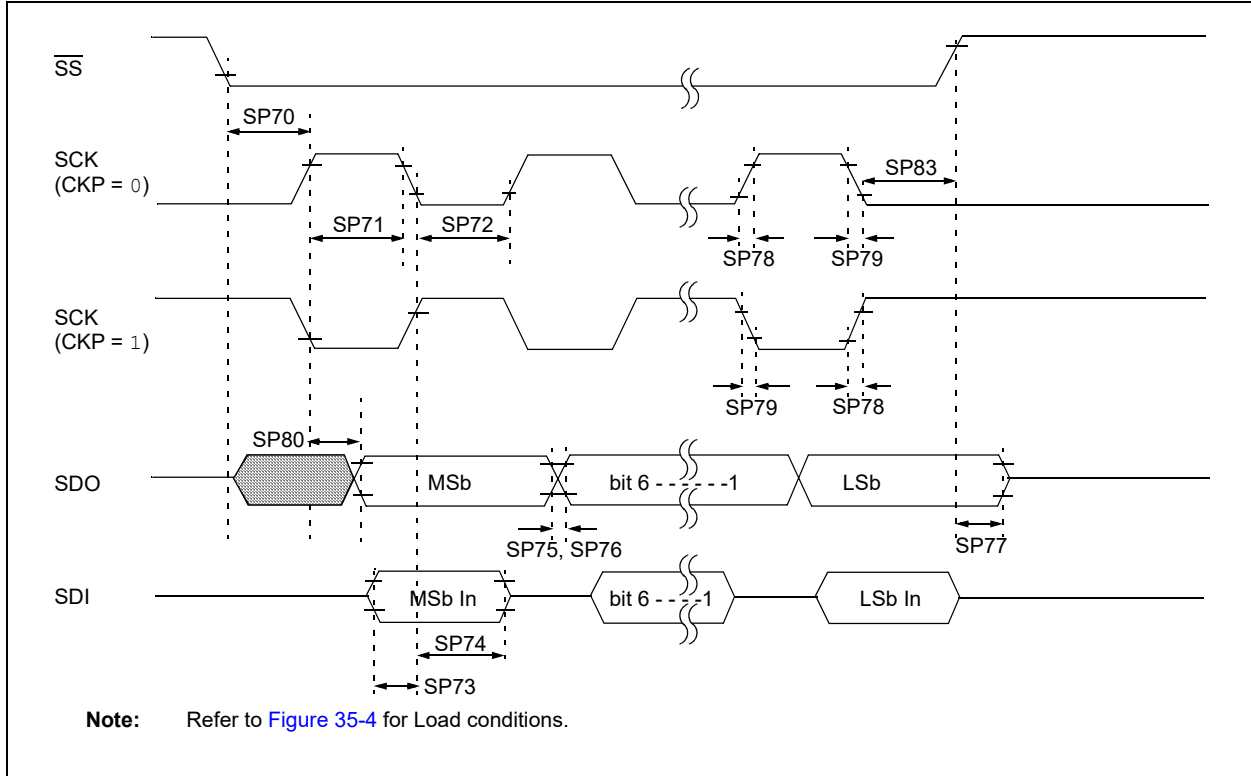 SS
SP70
SCK
(CKP = 0)
SP83
SP71
SP72
SP78
SP79
SCK
(CKP = 1)
SP79
SP78
SP80
SDO
MSb
bit 6 - - - - - -1
LSb
SP75, SP76
SP77
SDI
MSb In
bit 6 - - - -1
LSb In
SP74
SP73
Note: Refer to Figure 35-4 for Load conditions.